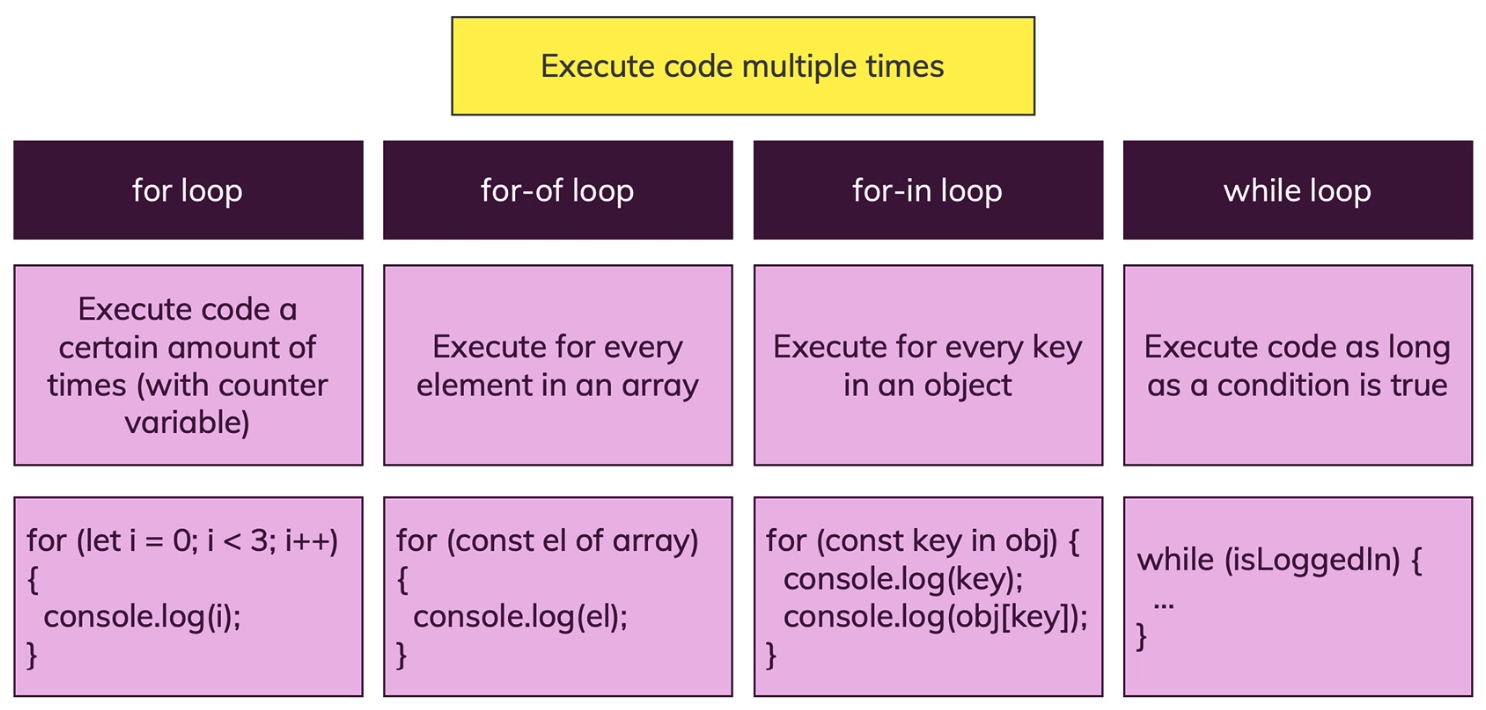 Execute code multiple times
for loop
for-of loop
for-in loop
while loop
Execute code a
certain amount of
times (with counter
variable)
Execute for every
element in an array
Execute for every key
in an object
Execute code as long
as a condition is true
for (let i = 0; i < 3; i++)
{
  console.log(i);
}
for (const el of array)
{
  console.log(el);
}
for (const key in obj) {
  console.log(key);
  console.log(obj[key]);
}
while (isLoggedIn) {
  ...
}